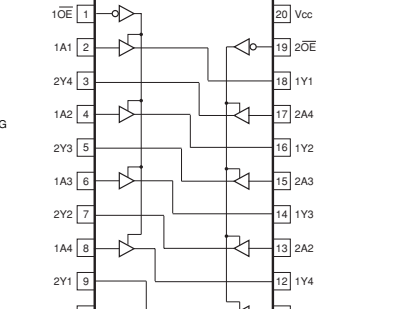 1OE 1 20 Vcc
1A1 2 19 2OE
2Y4 3 18 1Y1
1A2 4 17 2A4
G
2Y3 5 16 1Y2
1A3 6 15 2A3
2Y2 7 14 1Y3
1A4 8 13 2A2
2Y1 9 12 1Y4